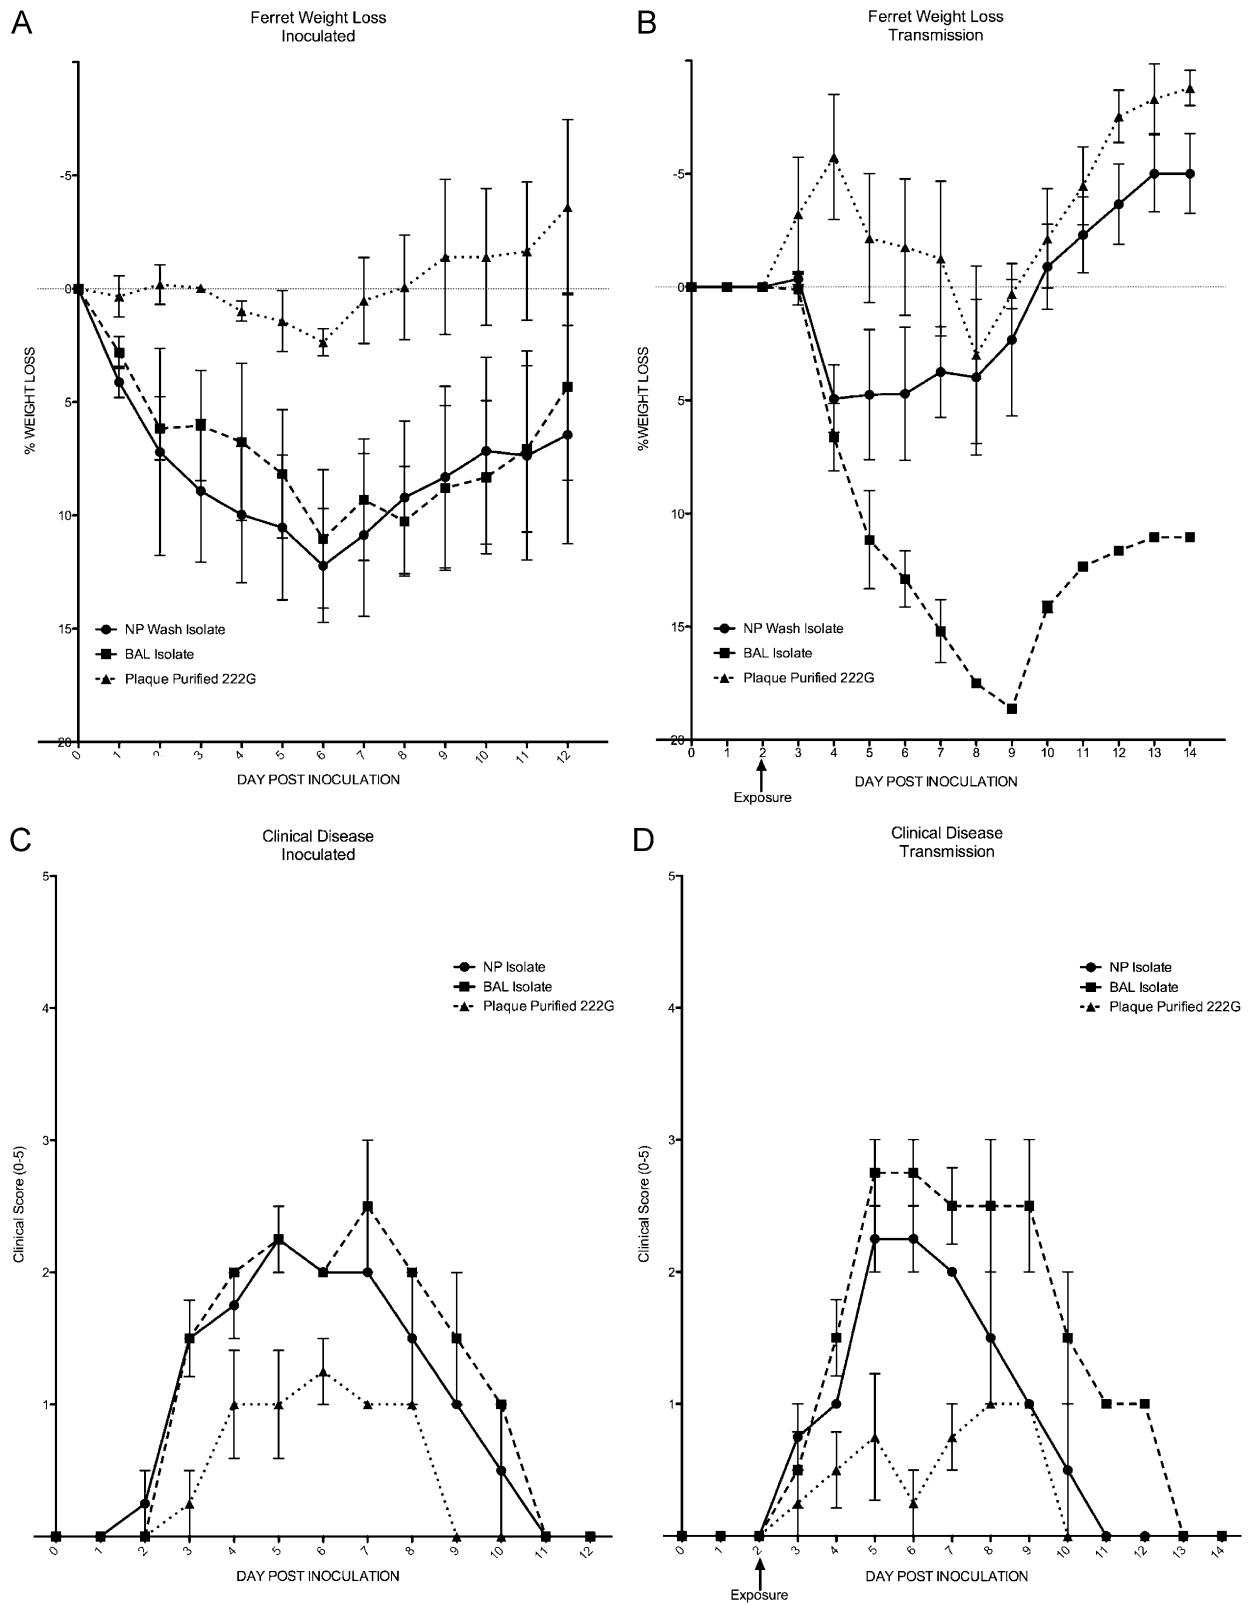 A
Ferret Weight Loss
Inoculated
% WEIGHT LOSS
-5
0
5
10
15
20
NP Wash Isolate
BAL Isolate
Plaque Purified 222G
0 1 2 3 4 5 6 7 8 9 10 11 12
DAY POST INOCULATION
B
Ferret Weight Loss
Transmission
%WEIGHT LOSS
-5
0
5
10
15
20
NP Wash Isolate
BAL Isolate
Plaque Purified 222G
0 1 2 3 4 5 6 7 8 9 10 11 12 13 14
DAY POST INOCULATION
Exposure
C
Clinical Disease
Inoculated
Clinical Score (0-5)
5
4
3
2
1
NP Isolate
BAL Isolate
Plaque Purified 222G
0 1 2 3 4 5 6 7 8 9 10 11 12
DAY POST INOCULATION
D
Clinical Disease
Transmission
Clinical Score (0-5)
5
4
3
2
1
NP Isolate
BAL Isolate
Plaque Purified 222G
0 1 2 3 4 5 6 7 8 9 10 11 12 13 14
DAY POST INOCULATION
Exposure